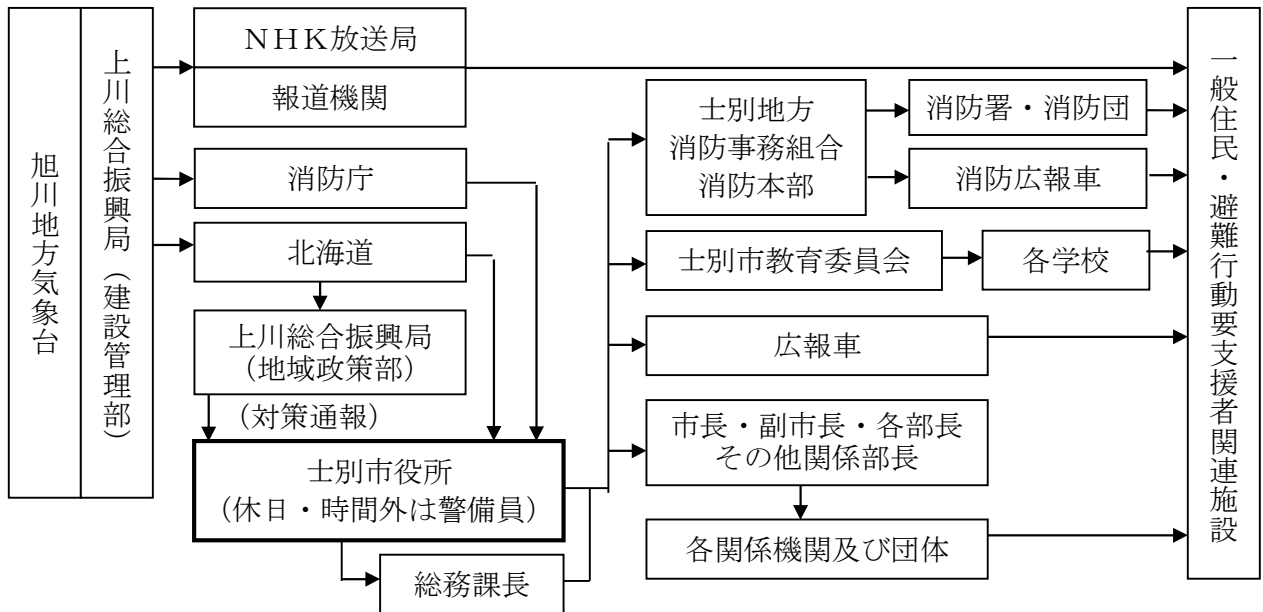 旭川地方気象台
上川総合振興局（建設管理部）
ＮＨＫ放送局
報道機関
消防庁
北海道
上川総合振興局
（地域政策部）
（対策通報）
士別市役所
（休日・時間外は警備員）
総務課長
士別地方
消防事務組合
消防本部
消防署・消防団
消防広報車
士別市教育委員会
各学校
広報車
市長・副市長・各部長
その他関係部長
各関係機関及び団体
一般住民・避難行動要支援者関連施設